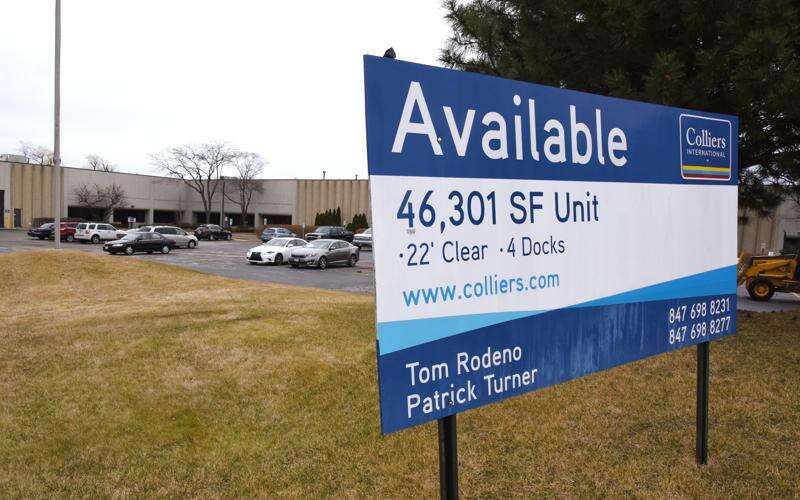 Available
Colliers
INTERNATIONAL
46,301 SF Unit
·22' Clear ·4 Docks
www.colliers.com
847 698 8231
847 698 8277
Tom Rodeno
Patrick Turner